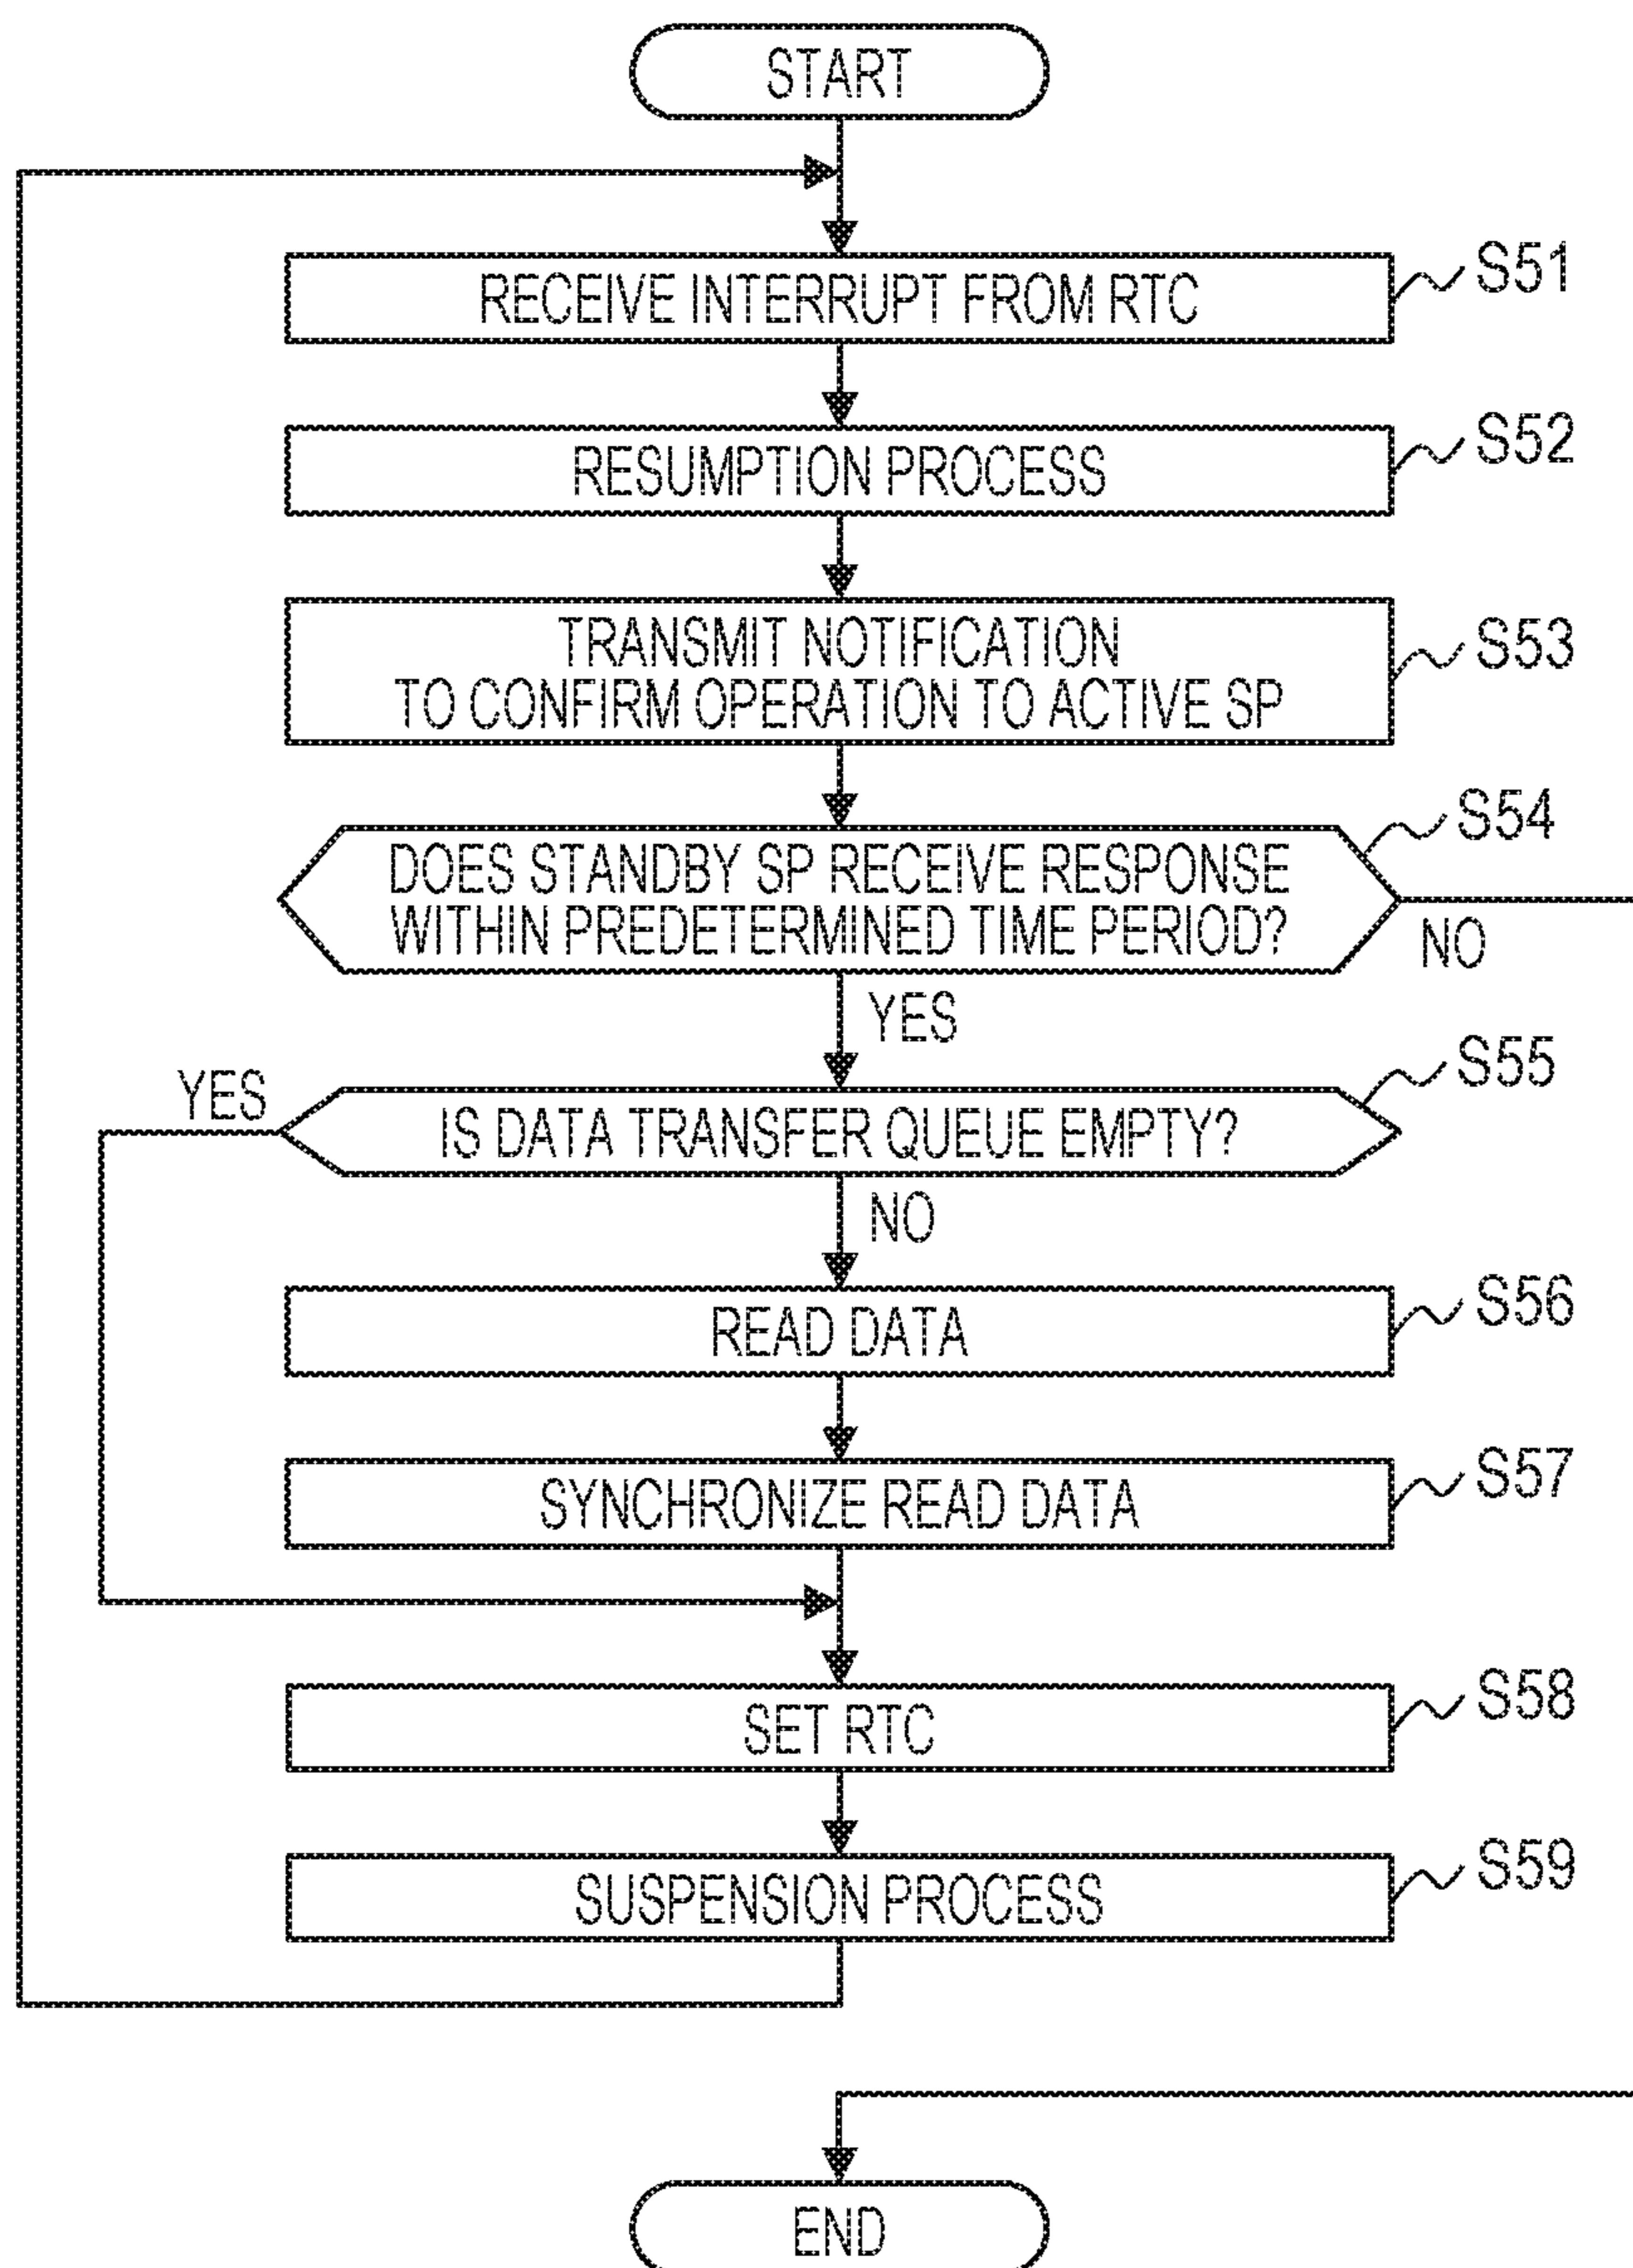 START
RECEIVE INTERRUPT FROM RTC
S51
RESUMPTION PROCESS
S52
TRANSMIT NOTIFICATION
TO CONFIRM OPERATION TO ACTIVE SP
S53
DOES STANDBY SP RECEIVE RESPONSE
WITHIN PREDETERMINED TIME PERIOD?
S54
NO
YES
IS DATA TRANSFER QUEUE EMPTY?
S55
YES
NO
READ DATA
S56
SYNCHRONIZE READ DATA
S57
SET RTC
S58
SUSPENSION PROCESS
S59
END